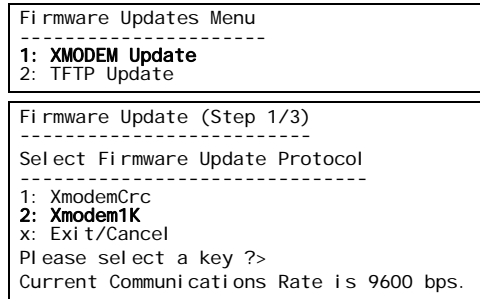 Firmware Updates Menu
-----------------------
1: XMODEM Update
2: TFTP Update
Firmware Update (Step 1/3)
---------------------------
Select Firmware Update Protocol
--------------------------------
1: XmodemCrc
2: Xmodem1K
x: Exit/Cancel
Please select a key ?>
Current Communications Rate is 9600 bps.